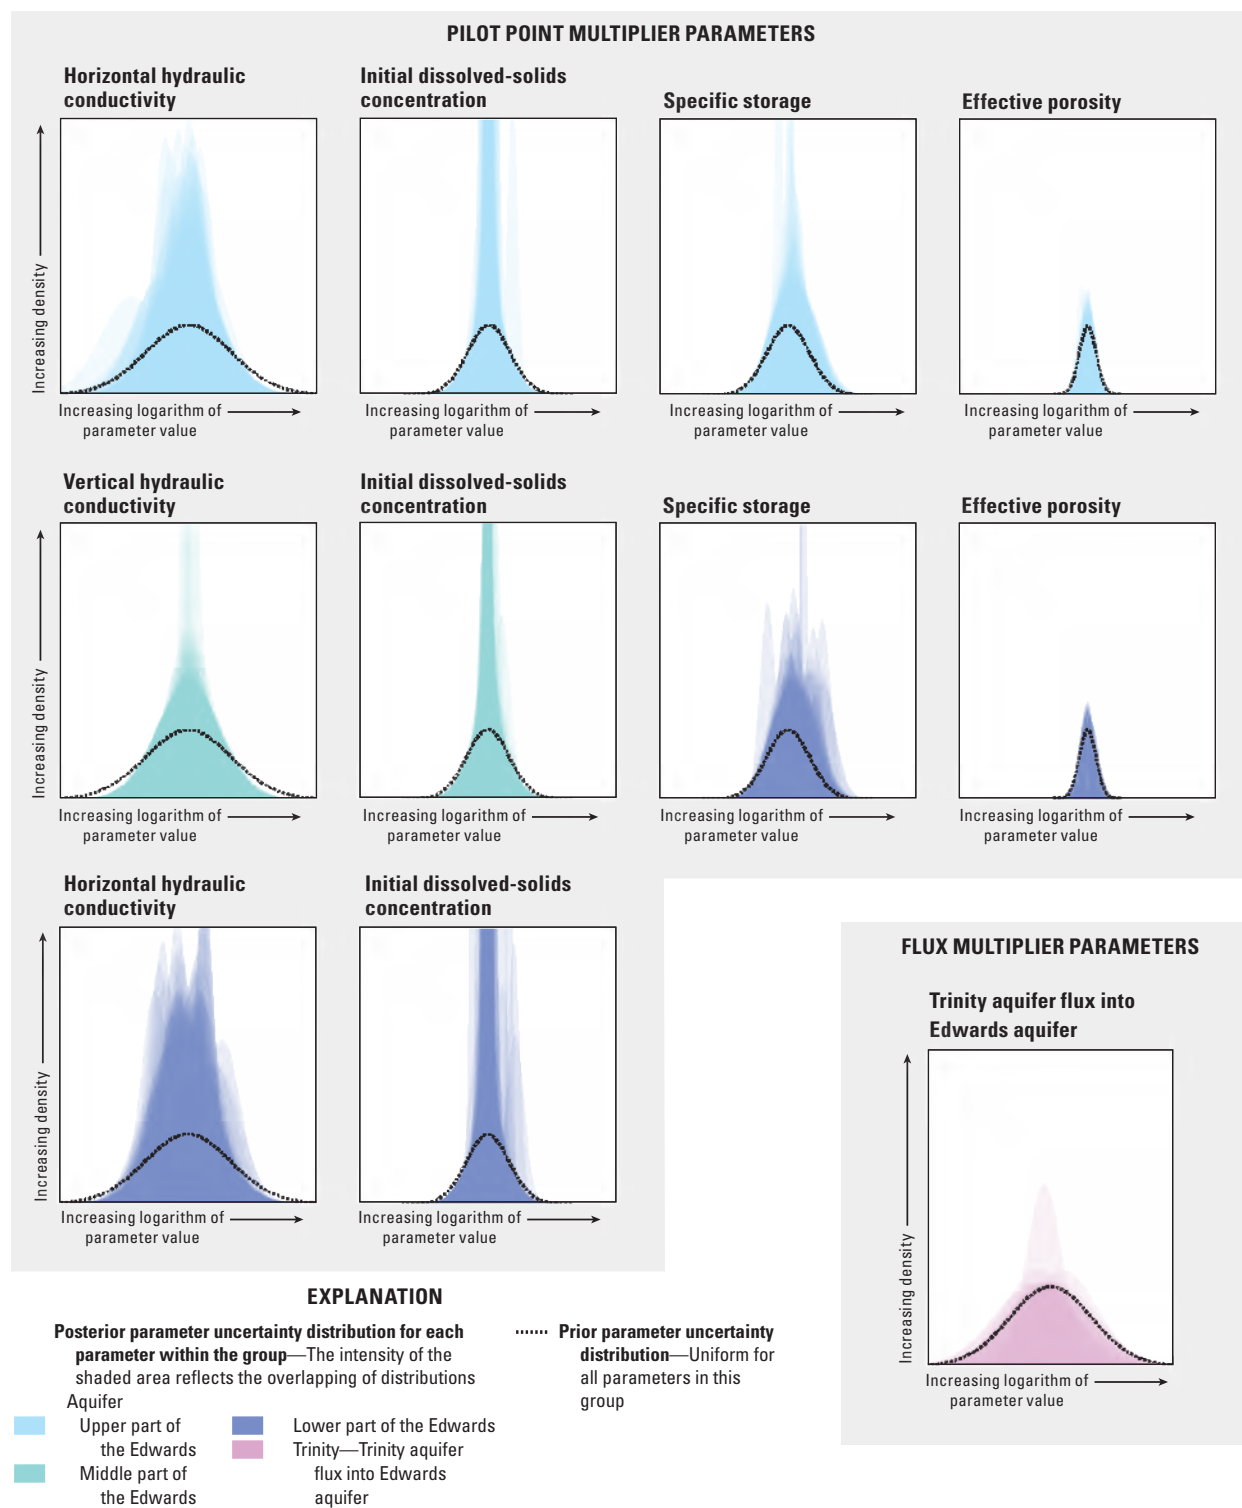 PILOT POINT MULTIPLIER PARAMETERS
Horizontal hydraulic
conductivity
Increasing density
Increasing logarithm of
parameter value
Initial dissolved-solids
concentration
Increasing logarithm of
parameter value
Specific storage
Increasing logarithm of
parameter value
Effective porosity
Increasing logarithm of
parameter value
Vertical hydraulic
conductivity
Increasing density
Increasing logarithm of
parameter value
Initial dissolved-solids
concentration
Increasing logarithm of
parameter value
Specific storage
Increasing logarithm of
parameter value
Effective porosity
Increasing logarithm of
parameter value
Horizontal hydraulic
conductivity
Increasing density
Increasing logarithm of
parameter value
Initial dissolved-solids
concentration
Increasing logarithm of
parameter value
FLUX MULTIPLIER PARAMETERS
Trinity aquifer flux into
Edwards aquifer
Increasing density
Increasing logarithm of
parameter value
EXPLANATION
Posterior parameter uncertainty distribution for each
parameter within the group—The intensity of the
shaded area reflects the overlapping of distributions
Aquifer
Upper part of
the Edwards
Middle part of
the Edwards
Lower part of the Edwards
Trinity—Trinity aquifer
flux into Edwards
aquifer
Prior parameter uncertainty
distribution—Uniform for
all parameters in this
group